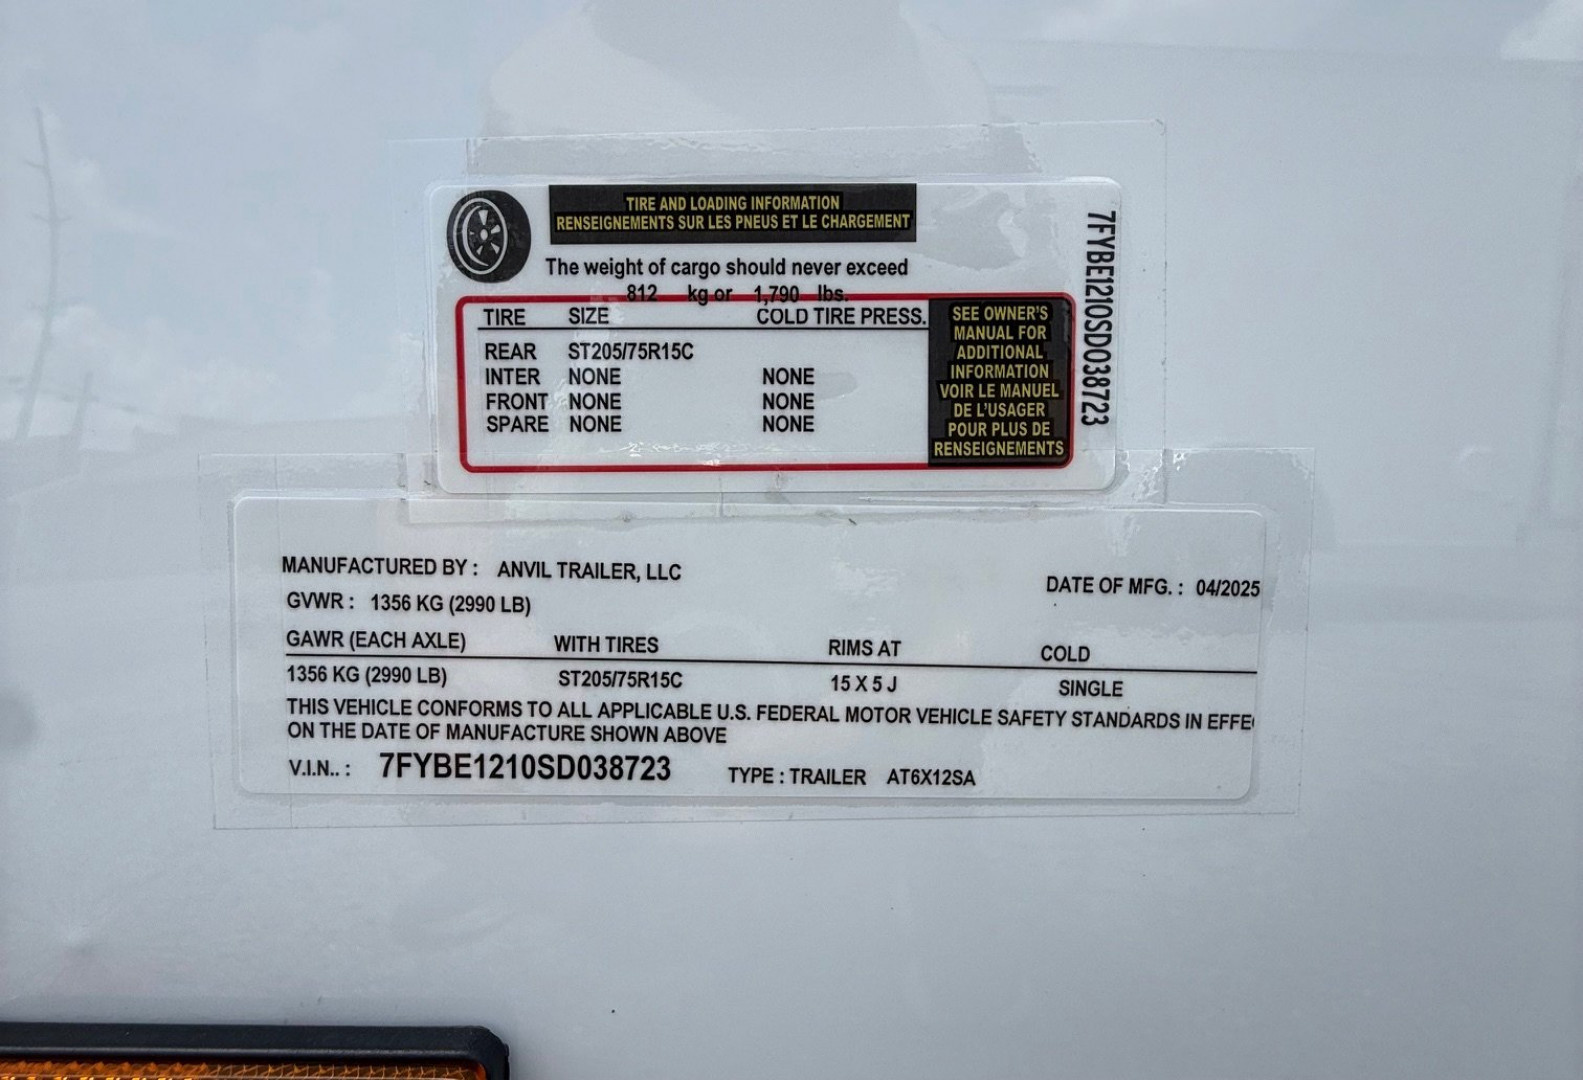 TIRE AND LOADING INFORMATION
RENSEIGNEMENTS SUR LES PNEUS ET LE CHARGEMENT
The weight of cargo should never exceed
812 kg or 1,790 lbs.
TIRE SIZE COLD TIRE PRESS.
REAR ST205/75R15C
INTER NONE NONE
FRONT NONE NONE
SPARE NONE NONE
SEE OWNER'S
MANUAL FOR
ADDITIONAL
INFORMATION
VOIR LE MANUEL
DE L'USAGER
POUR PLUS DE
RENSEIGNEMENTS
7FYBE1210SD038723
MANUFACTURED BY : ANVIL TRAILER, LLC
DATE OF MFG. : 04/2025
GVWR : 1356 KG (2990 LB)
GAWR (EACH AXLE) WITH TIRES RIMS AT COLD
1356 KG (2990 LB) ST205/75R15C 15 X 5 J SINGLE
THIS VEHICLE CONFORMS TO ALL APPLICABLE U.S. FEDERAL MOTOR VEHICLE SAFETY STANDARDS IN EFFE
ON THE DATE OF MANUFACTURE SHOWN ABOVE
V.I.N.. : 7FYBE1210SD038723 TYPE : TRAILER AT6X12SA